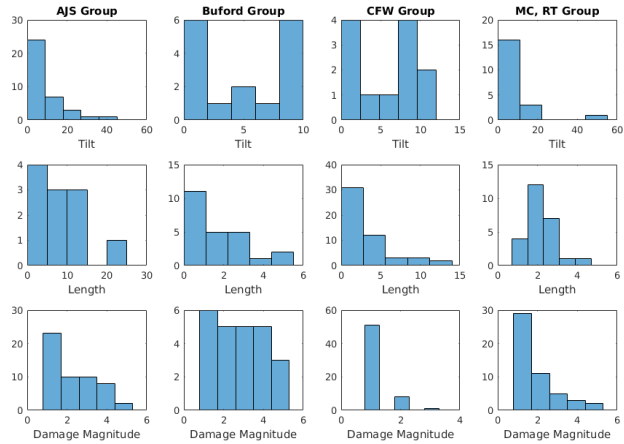 AJS Group Buford Group CFW Group MC, RT Group
30 6 4 20
15
20 4
10
2
10 2
5
0 0 0 0
0 20 40 60 0 5 10 0 5 10 15 0 20 40 60
Tilt Tilt Tilt Tilt
4 15 40 15
3 30
10 10
2 20
5 5
1 10
0 0 0 0
0 10 20 30 0 2 4 6 0 5 10 0 2 4 6
Length Length Length Length
30 6 60 30
20 4 40 20
10 2 20 10
0 0 0 0
0 2 4 6 0 2 4 6 0 2 4 0 2 4 6
Damage Magnitude Damage Magnitude Damage Magnitude Damage Magnitude